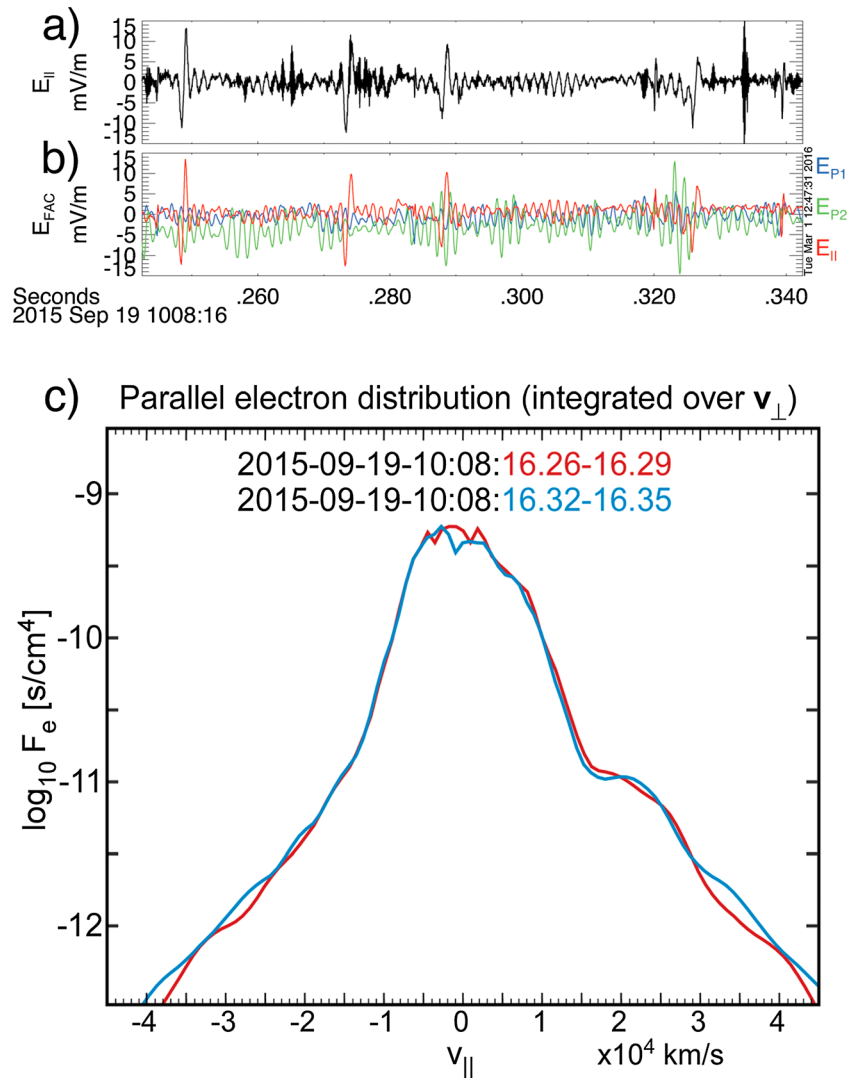 a)
E||
mV/m
15
10
5
0
-5
-10
15
b)
E_FAC
mV/m
15
10
5
0
-5
-10
-15
Tue Mar 1 12:47:31 2016
E_P1
E_P2
E||
Seconds
2015 Sep 19 1008:16
.260 .280 .300 .320 .340
c) Parallel electron distribution (integrated over v⊥)
2015-09-19-10:08:16.26-16.29
2015-09-19-10:08:16.32-16.35
log10 Fe [s/cm4]
-9
-10
-11
-12
-4 -3 -2 -1 0 1 2 3 4
v|| x104 km/s